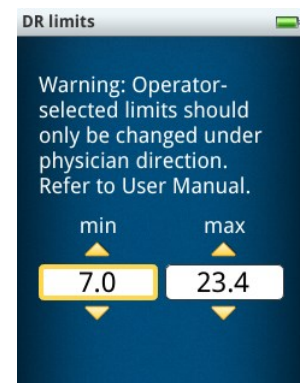 DR limits
Warning: Operator-
selected limits should
only be changed under
physician direction.
Refer to User Manual.
min max
7.0 23.4